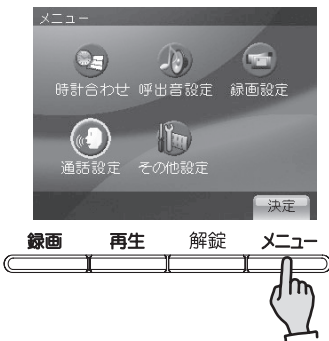 メニュー
時計合わせ 呼出音設定 録画設定
通話設定 その他設定
決定
録画 再生 解錠 メニュー